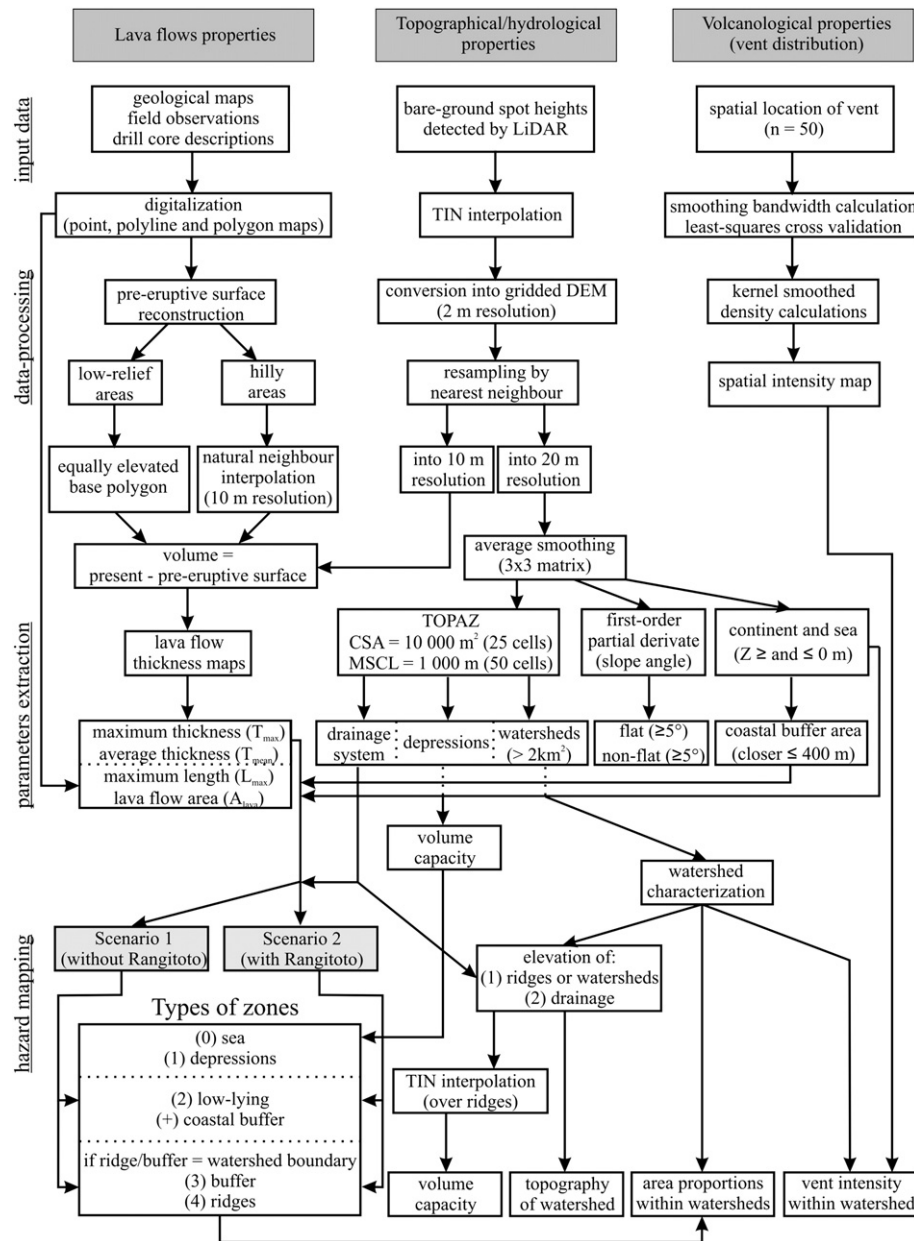 Lava flows properties
Topographical/hydrological
properties
Volcanological properties
(vent distribution)
input data
geological maps
field observations
drill core descriptions
bare-ground spot heights
detected by LiDAR
spatial location of vent
(n = 50)
data-processing
digitalization
(point, polyline and polygon maps)
TIN interpolation
smoothing bandwidth calculation
least-squares cross validation
pre-eruptive surface
reconstruction
conversion into gridded DEM
(2 m resolution)
kernel smoothed
density calculations
low-relief
areas
hilly
areas
resampling by
nearest neighbour
spatial intensity map
equally elevated
base polygon
natural neighbour
interpolation
(10 m resolution)
into 10 m
resolution
into 20 m
resolution
volume =
present - pre-eruptive surface
average smoothing
(3x3 matrix)
parameters extraction
lava flow
thickness maps
TOPAZ
CSA = 10 000 m² (25 cells)
MSCL = 1 000 m (50 cells)
first-order
partial derivate
(slope angle)
continent and sea
(Z ≥ and ≤ 0 m)
maximum thickness (Tmax)
average thickness (Tmean)
maximum length (Lmax)
lava flow area (Alava)
drainage
system
depressions
watersheds
(> 2km²)
flat (≥5°)
non-flat (≥5°)
coastal buffer area
(closer ≤ 400 m)
volume
capacity
watershed
characterization
hazard mapping
Scenario 1
(without Rangitoto)
Scenario 2
(with Rangitoto)
elevation of:
(1) ridges or watersheds
(2) drainage
Types of zones
(0) sea
(1) depressions
(2) low-lying
(+) coastal buffer
if ridge/buffer = watershed boundary
(3) buffer
(4) ridges
TIN interpolation
(over ridges)
volume
capacity
topography
of watershed
area proportions
within watersheds
vent intensity
within watershed